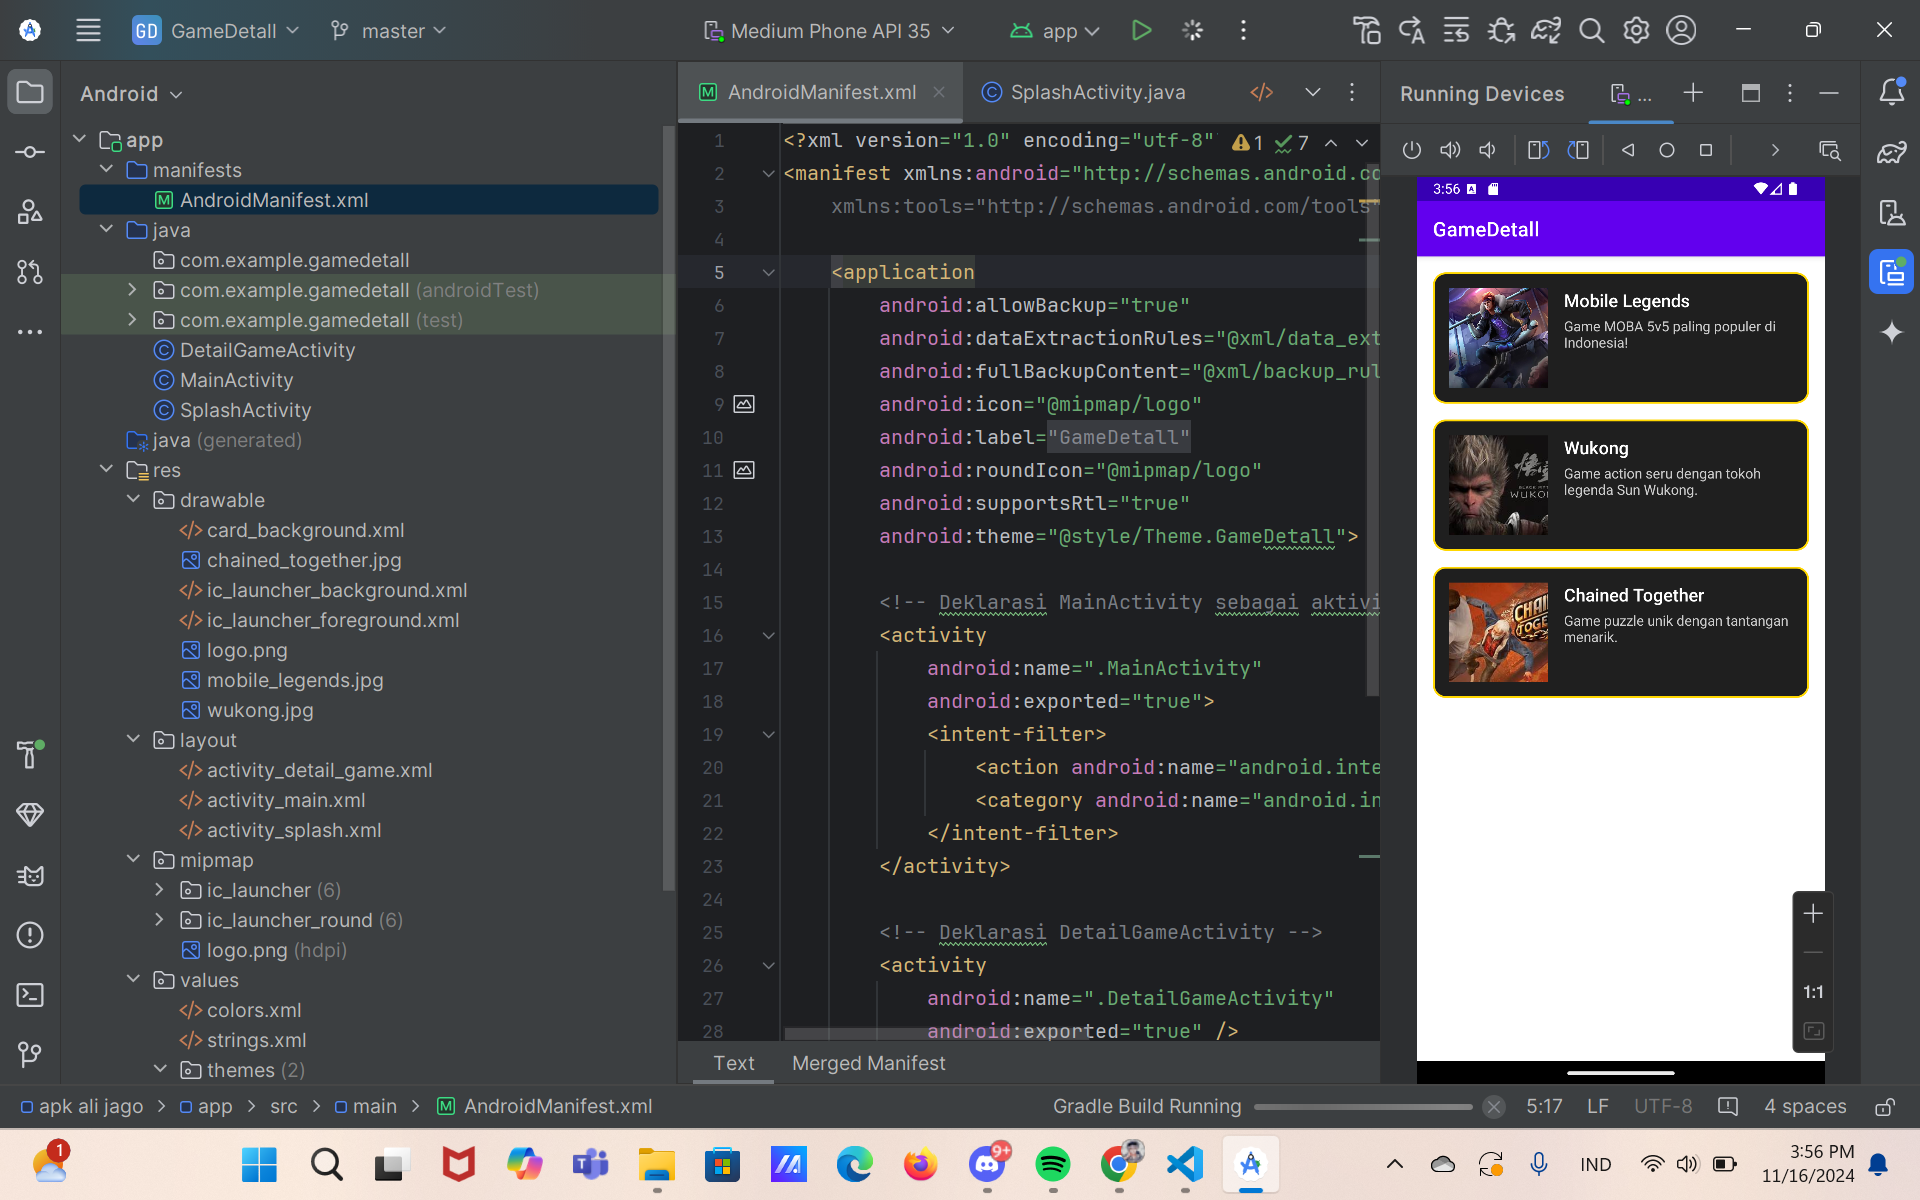 GD GameDetall master Medium Phone API 35 app
Android
app
manifests
AndroidManifest.xml
java
com.example.gamedetall
com.example.gamedetall (androidTest)
com.example.gamedetall (test)
DetailGameActivity
MainActivity
SplashActivity
java (generated)
res
drawable
card_background.xml
chained_together.jpg
ic_launcher_background.xml
ic_launcher_foreground.xml
logo.png
mobile_legends.jpg
wukong.jpg
layout
activity_detail_game.xml
activity_main.xml
activity_splash.xml
mipmap
ic_launcher (6)
ic_launcher_round (6)
logo.png (hdpi)
values
colors.xml
strings.xml
themes (2)
AndroidManifest.xml SplashActivity.java
1 <?xml version="1.0" encoding="utf-8" 1 7
2 <manifest xmlns:android="http://schemas.android.co
3 xmlns:tools="http://schemas.android.com/tools"
4
5 <application
6 android:allowBackup="true"
7 android:dataExtractionRules="@xml/data_ext
8 android:fullBackupContent="@xml/backup_rul
9 android:icon="@mipmap/logo"
10 android:label="GameDetall"
11 android:roundIcon="@mipmap/logo"
12 android:supportsRtl="true"
13 android:theme="@style/Theme.GameDetall">
14
15 <!-- Deklarasi MainActivity sebagai aktivi
16 <activity
17 android:name=".MainActivity"
18 android:exported="true">
19 <intent-filter>
20 <action android:name="android.inte
21 <category android:name="android.in
22 </intent-filter>
23 </activity>
24
25 <!-- Deklarasi DetailGameActivity -->
26 <activity
27 android:name=".DetailGameActivity"
28 android:exported="true" />
Text Merged Manifest
Running Devices ...
3:56
GameDetall
Mobile Legends
Game MOBA 5v5 paling populer di
Indonesia!
Wukong
Game action seru dengan tokoh
legenda Sun Wukong.
WUKON
Chained Together
Game puzzle unik dengan tantangan
menarik.
1:1
apk ali jago > app > src > main > AndroidManifest.xml
Gradle Build Running 5:17 LF UTF-8 4 spaces
1
9+
IND
3:56 PM
11/16/2024